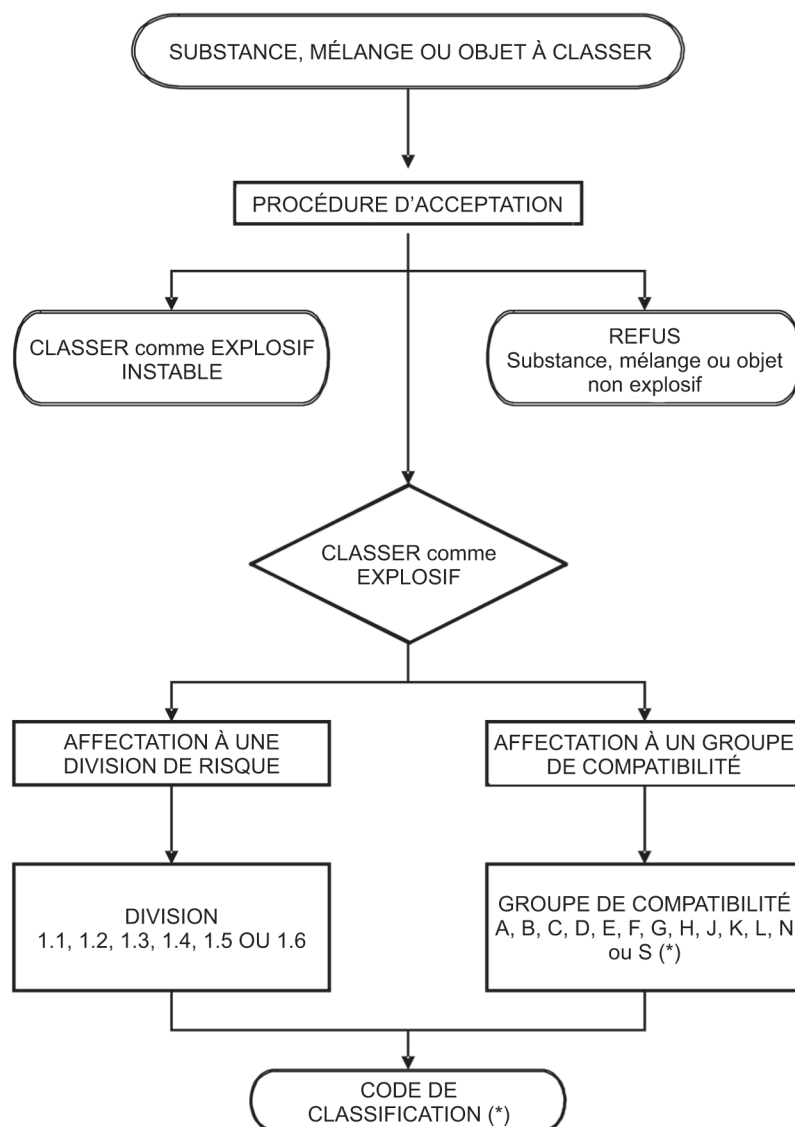 SUBSTANCE, MÉLANGE OU OBJET À CLASSER
PROCÉDURE D’ACCEPTATION
CLASSER comme EXPLOSIF
INSTABLE
REFUS
Substance, mélange ou objet
non explosif
CLASSER comme
EXPLOSIF
AFFECTATION À UNE
DIVISION DE RISQUE
AFFECTATION À UN GROUPE
DE COMPATIBILITÉ
DIVISION
1.1, 1.2, 1.3, 1.4, 1.5 OU 1.6
GROUPE DE COMPATIBILITÉ
A, B, C, D, E, F, G, H, J, K, L, N
ou S (*)
CODE DE
CLASSIFICATION (*)